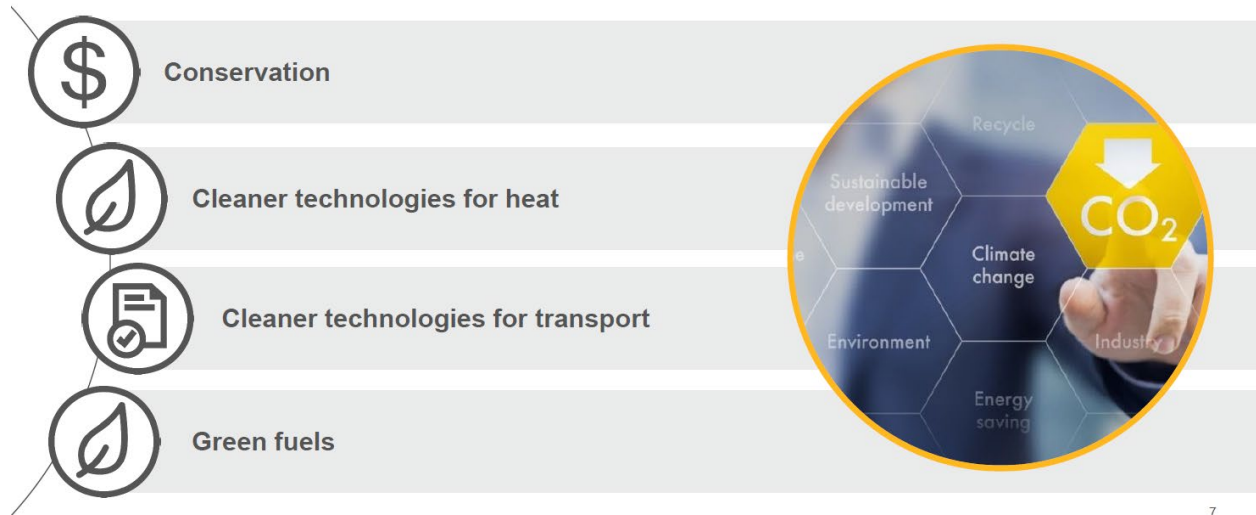 $
Conservation
Cleaner technologies for heat
Cleaner technologies for transport
Green fuels
Recycle
Sustainable
development
CO₂
Climate
change
e
Environment
Industry
Energy
saving
7